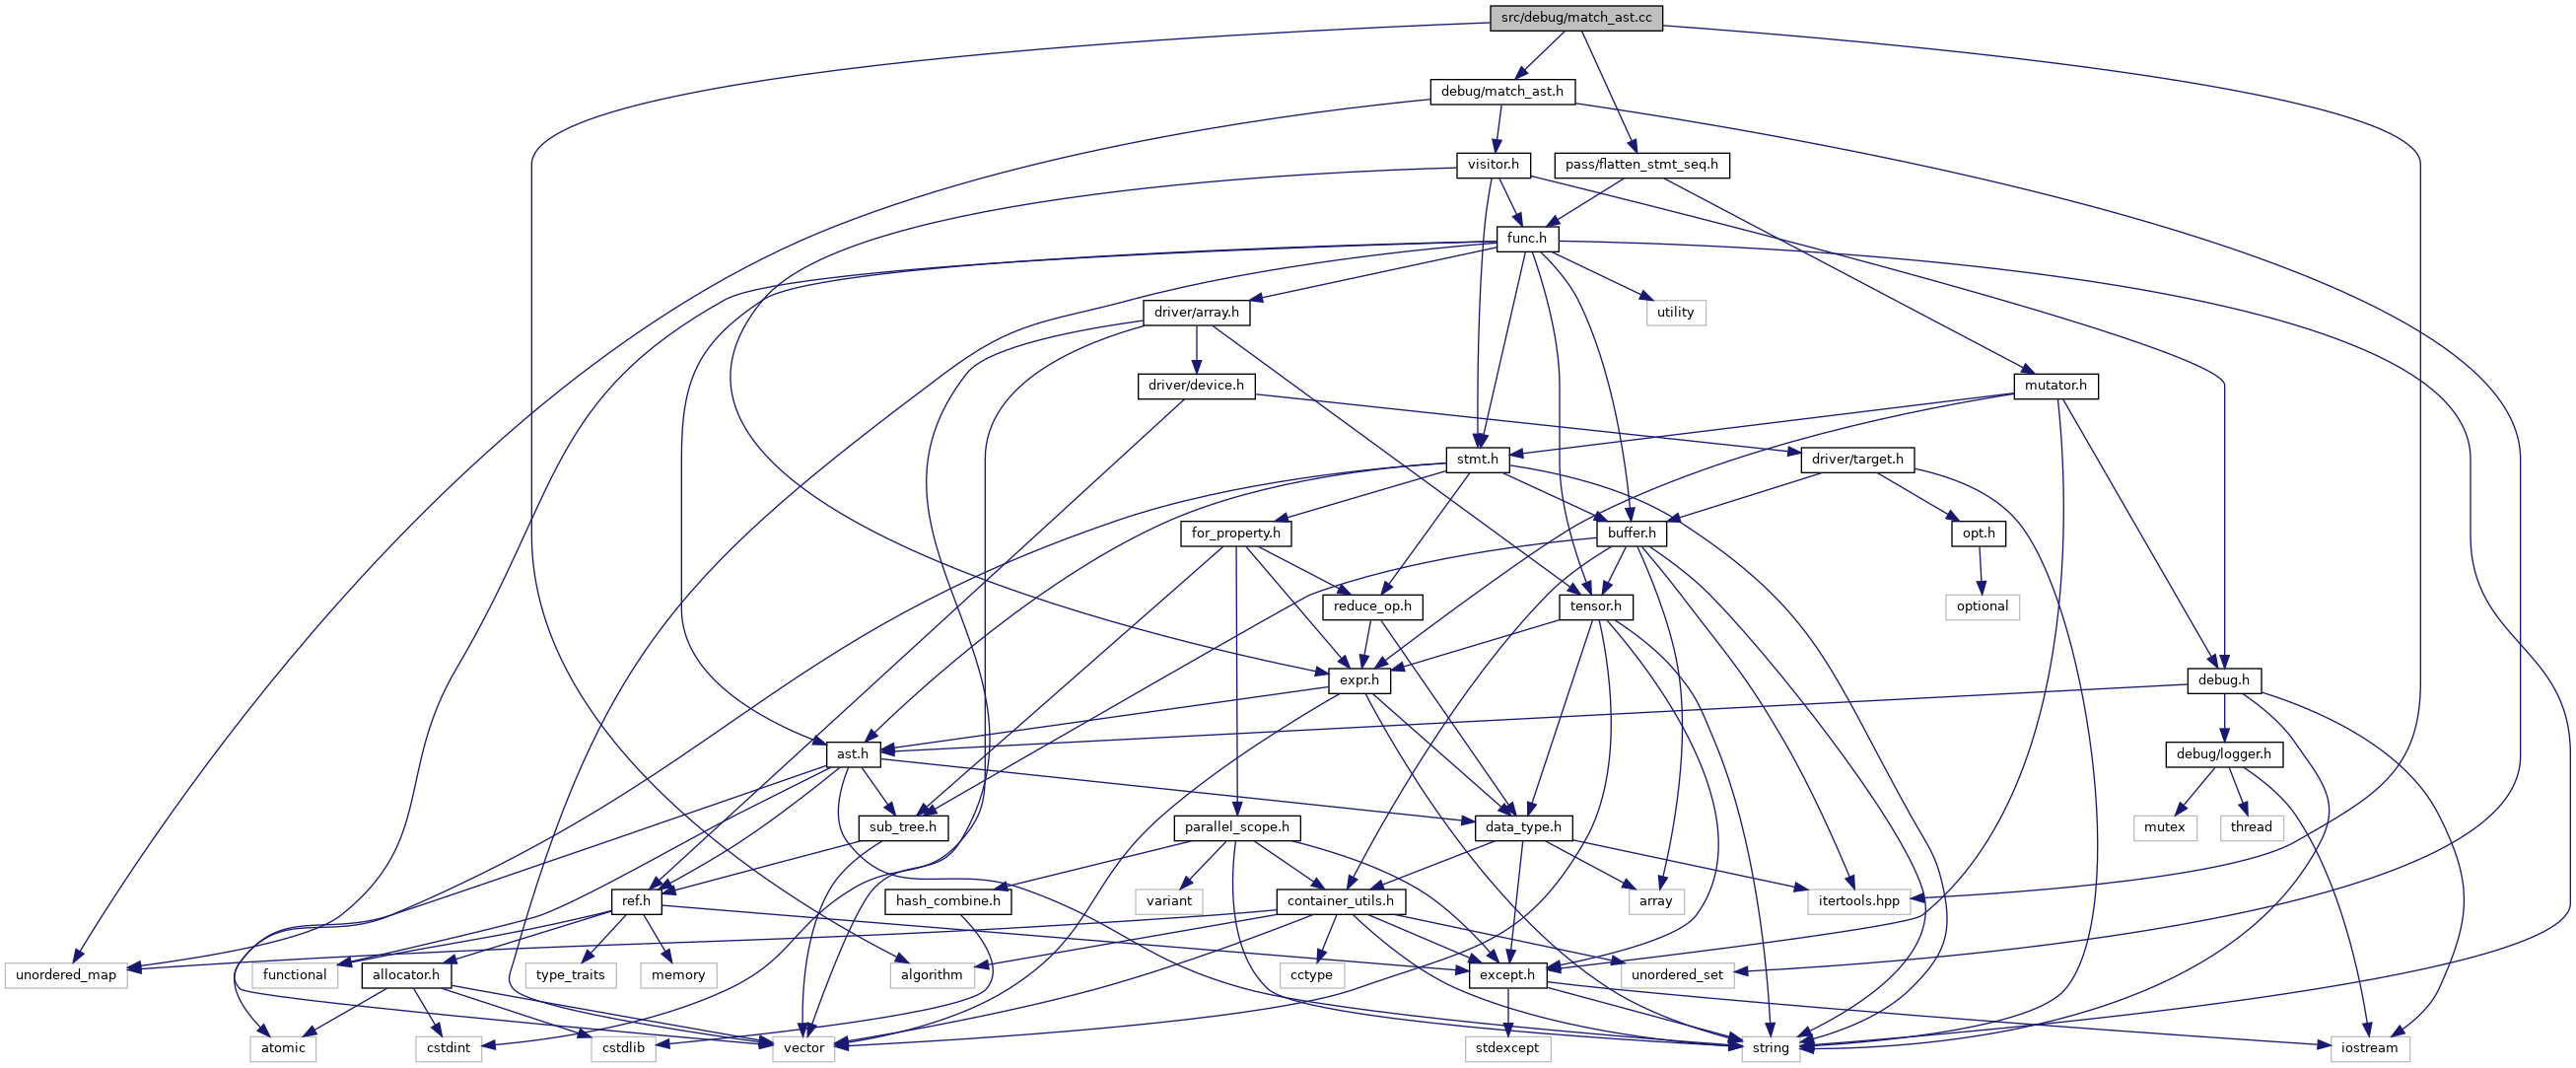 src/debug/match_ast.cc
debug/match_ast.h
visitor.h
pass/flatten_stmt_seq.h
func.h
driver/array.h
utility
driver/device.h
mutator.h
stmt.h
driver/target.h
for_property.h
buffer.h
opt.h
reduce_op.h
tensor.h
optional
expr.h
debug.h
ast.h
debug/logger.h
sub_tree.h
parallel_scope.h
data_type.h
mutex
thread
ref.h
hash_combine.h
variant
container_utils.h
array
itertools.hpp
unordered_map
functional
allocator.h
type_traits
memory
algorithm
cctype
except.h
unordered_set
atomic
cstdint
cstdlib
vector
stdexcept
string
iostream